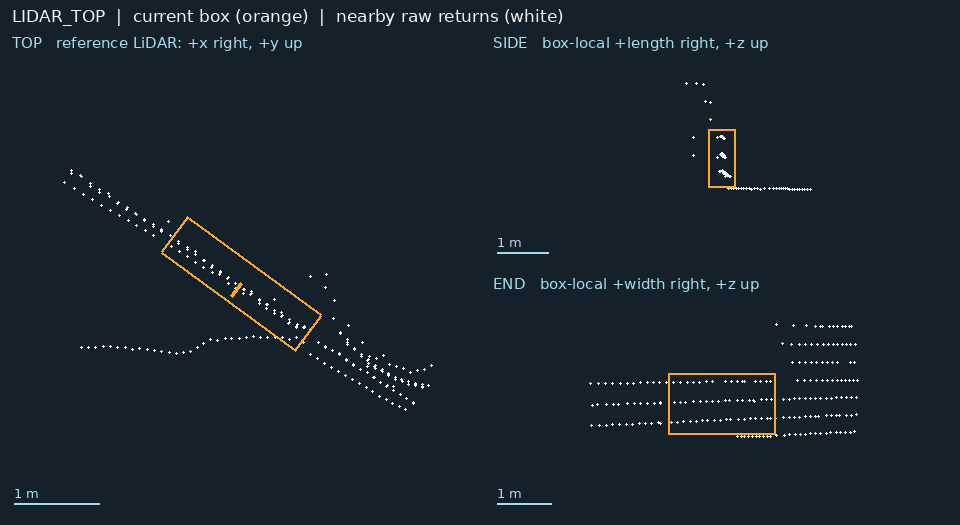 LIDAR_TOP | current box (orange) | nearby raw returns (white)
TOP reference LiDAR: +x right, +y up
SIDE box-local +length right, +z up
1 m
END box-local +width right, +z up
1 m
1 m